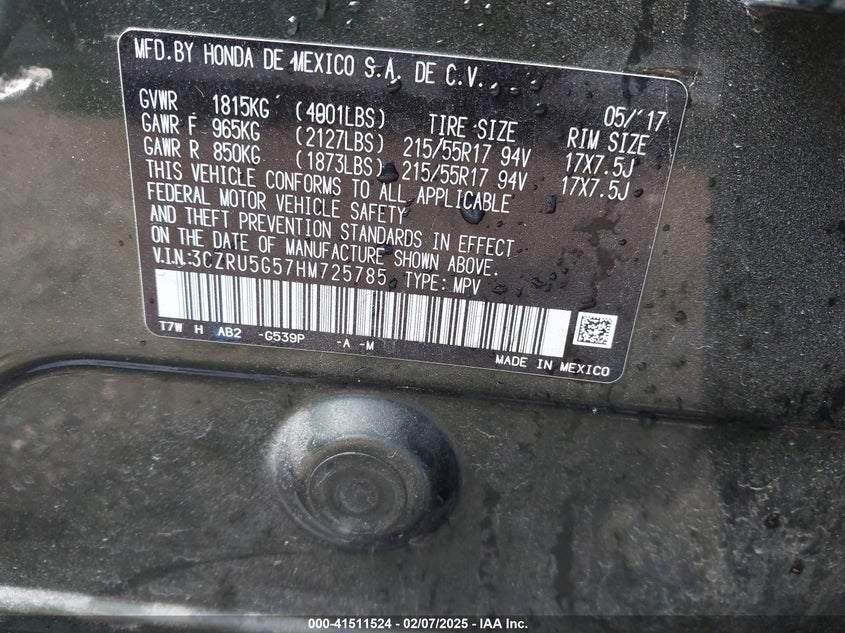 MFD.BY HONDA DE MEXICO S.A. DE C.V.
05/'17
GVWR 1815KG (4001LBS) TIRE SIZE RIM SIZE
GAWR F 965KG (2127LBS) 215/55R17 94V 17X7.5J
GAWR R 850KG (1873LBS) 215/55R17 94V 17X7.5J
THIS VEHICLE CONFORMS TO ALL APPLICABLE
FEDERAL MOTOR VEHICLE SAFETY
AND THEFT PREVENTION STANDARDS IN EFFECT
ON THE DATE OF MANUFACTURE SHOWN ABOVE.
V.I.N:3CZRU5G57HM725785 TYPE: MPV
T7W H AB2 -G539P -A -M
MADE IN MEXICO
000-41511524 - 02/07/2025 - IAA Inc.